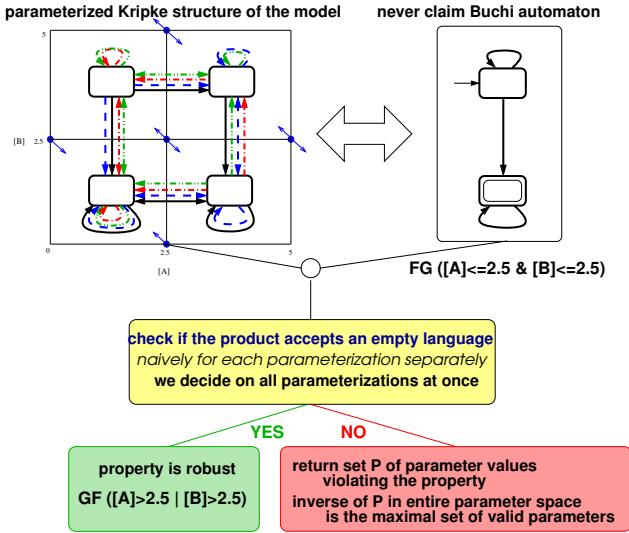 parameterized Kripke structure of the model
never claim Buchi automaton
5
[B]
2.5
0
2.5
5
[A]
FG ([A]<=2.5 & [B]<=2.5)
check if the product accepts an empty language
naively for each parameterization separately
we decide on all parameterizations at once
YES
NO
property is robust
GF ([A]>2.5 | [B]>2.5)
return set P of parameter values
violating the property
inverse of P in entire parameter space
is the maximal set of valid parameters